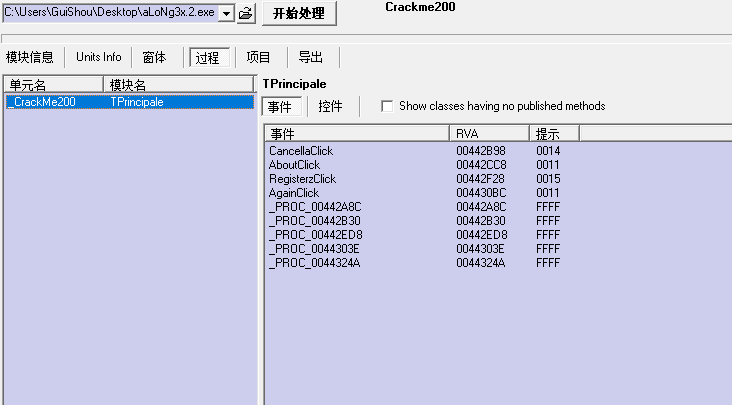 C:\Users\GuiShou\Desktop\aLoNg3x.2.exe 开始处理 Crackme200
模块信息 Units Info 窗体 过程 项目 导出
单元名 模块名
_CrackMe200 TPrincipale
TPrincipale
事件 控件 Show classes having no published methods
事件 RVA 提示
CancellaClick 00442B98 0014
AboutClick 00442CC8 0011
RegisterzClick 00442F28 0015
AgainClick 004430BC 0011
_PROC_00442A8C 00442A8C FFFF
_PROC_00442B30 00442B30 FFFF
_PROC_00442ED8 00442ED8 FFFF
_PROC_0044303E 0044303E FFFF
_PROC_0044324A 0044324A FFFF